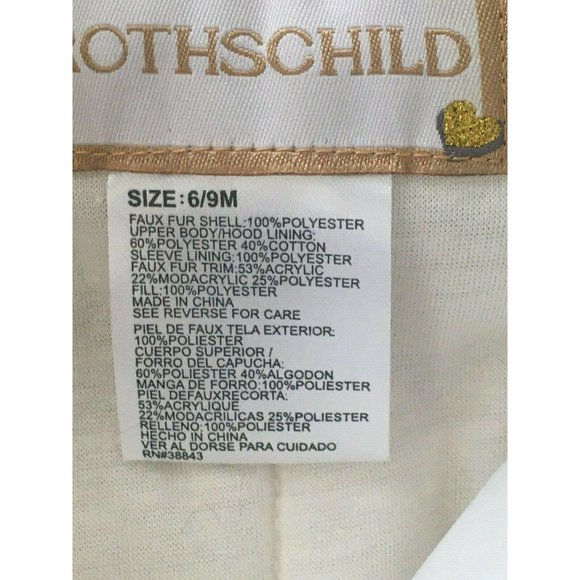 ROTHSCHILD
SIZE: 6/9M
FAUX FUR SHELL:100%POLYESTER
UPPER BODY/HOOD LINING:
60%POLYESTER 40%COTTON
SLEEVE LINING:100%POLYESTER
FAUX FUR TRIM:53%ACRYLIC
22%MODACRYLIC 25%POLYESTER
FILL:100%POLYESTER
MADE IN CHINA
SEE REVERSE FOR CARE
PIEL DE FAUX TELA EXTERIOR:
100%POLIESTER
CUERPO SUPERIOR /
FORRO DEL CAPUCHA:
60%POLIESTER 40%ALGODON
MANGA DE FORRO:100%POLIESTER
PIEL DEFAUXRECORTA:
53%ACRYLIQUE
22%MODACRILICAS 25%POLIESTER
RELLENO:100%POLIESTER
HECHO IN CHINA
VER AL DORSE PARA CUIDADO
RN#38843